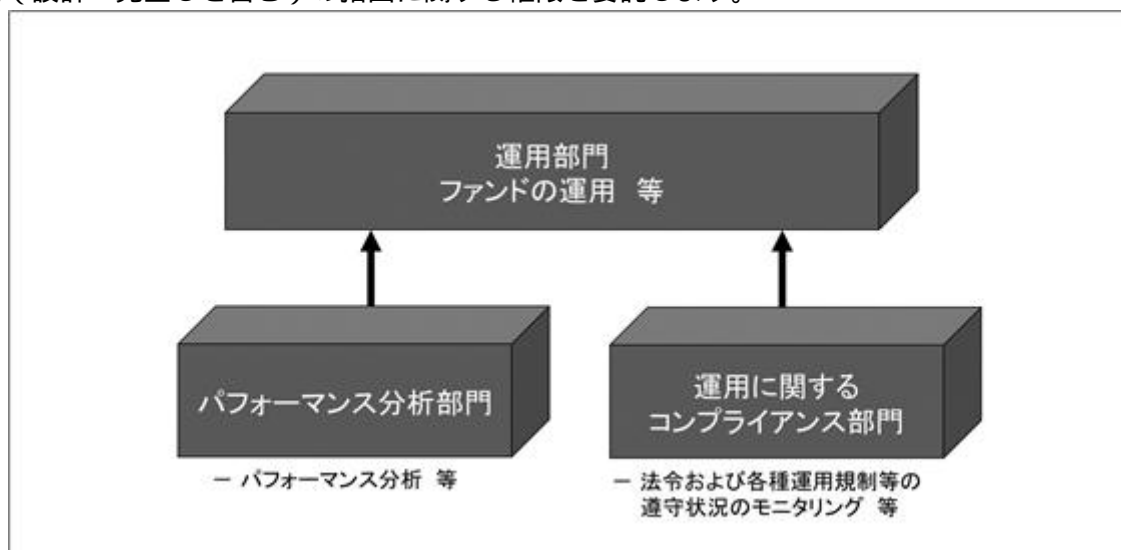 運用部門
ファンドの運用 等
パフォーマンス分析部門
− パフォーマンス分析 等
運用に関する
コンプライアンス部門
− 法令および各種運用規制等の
遵守状況のモニタリング 等